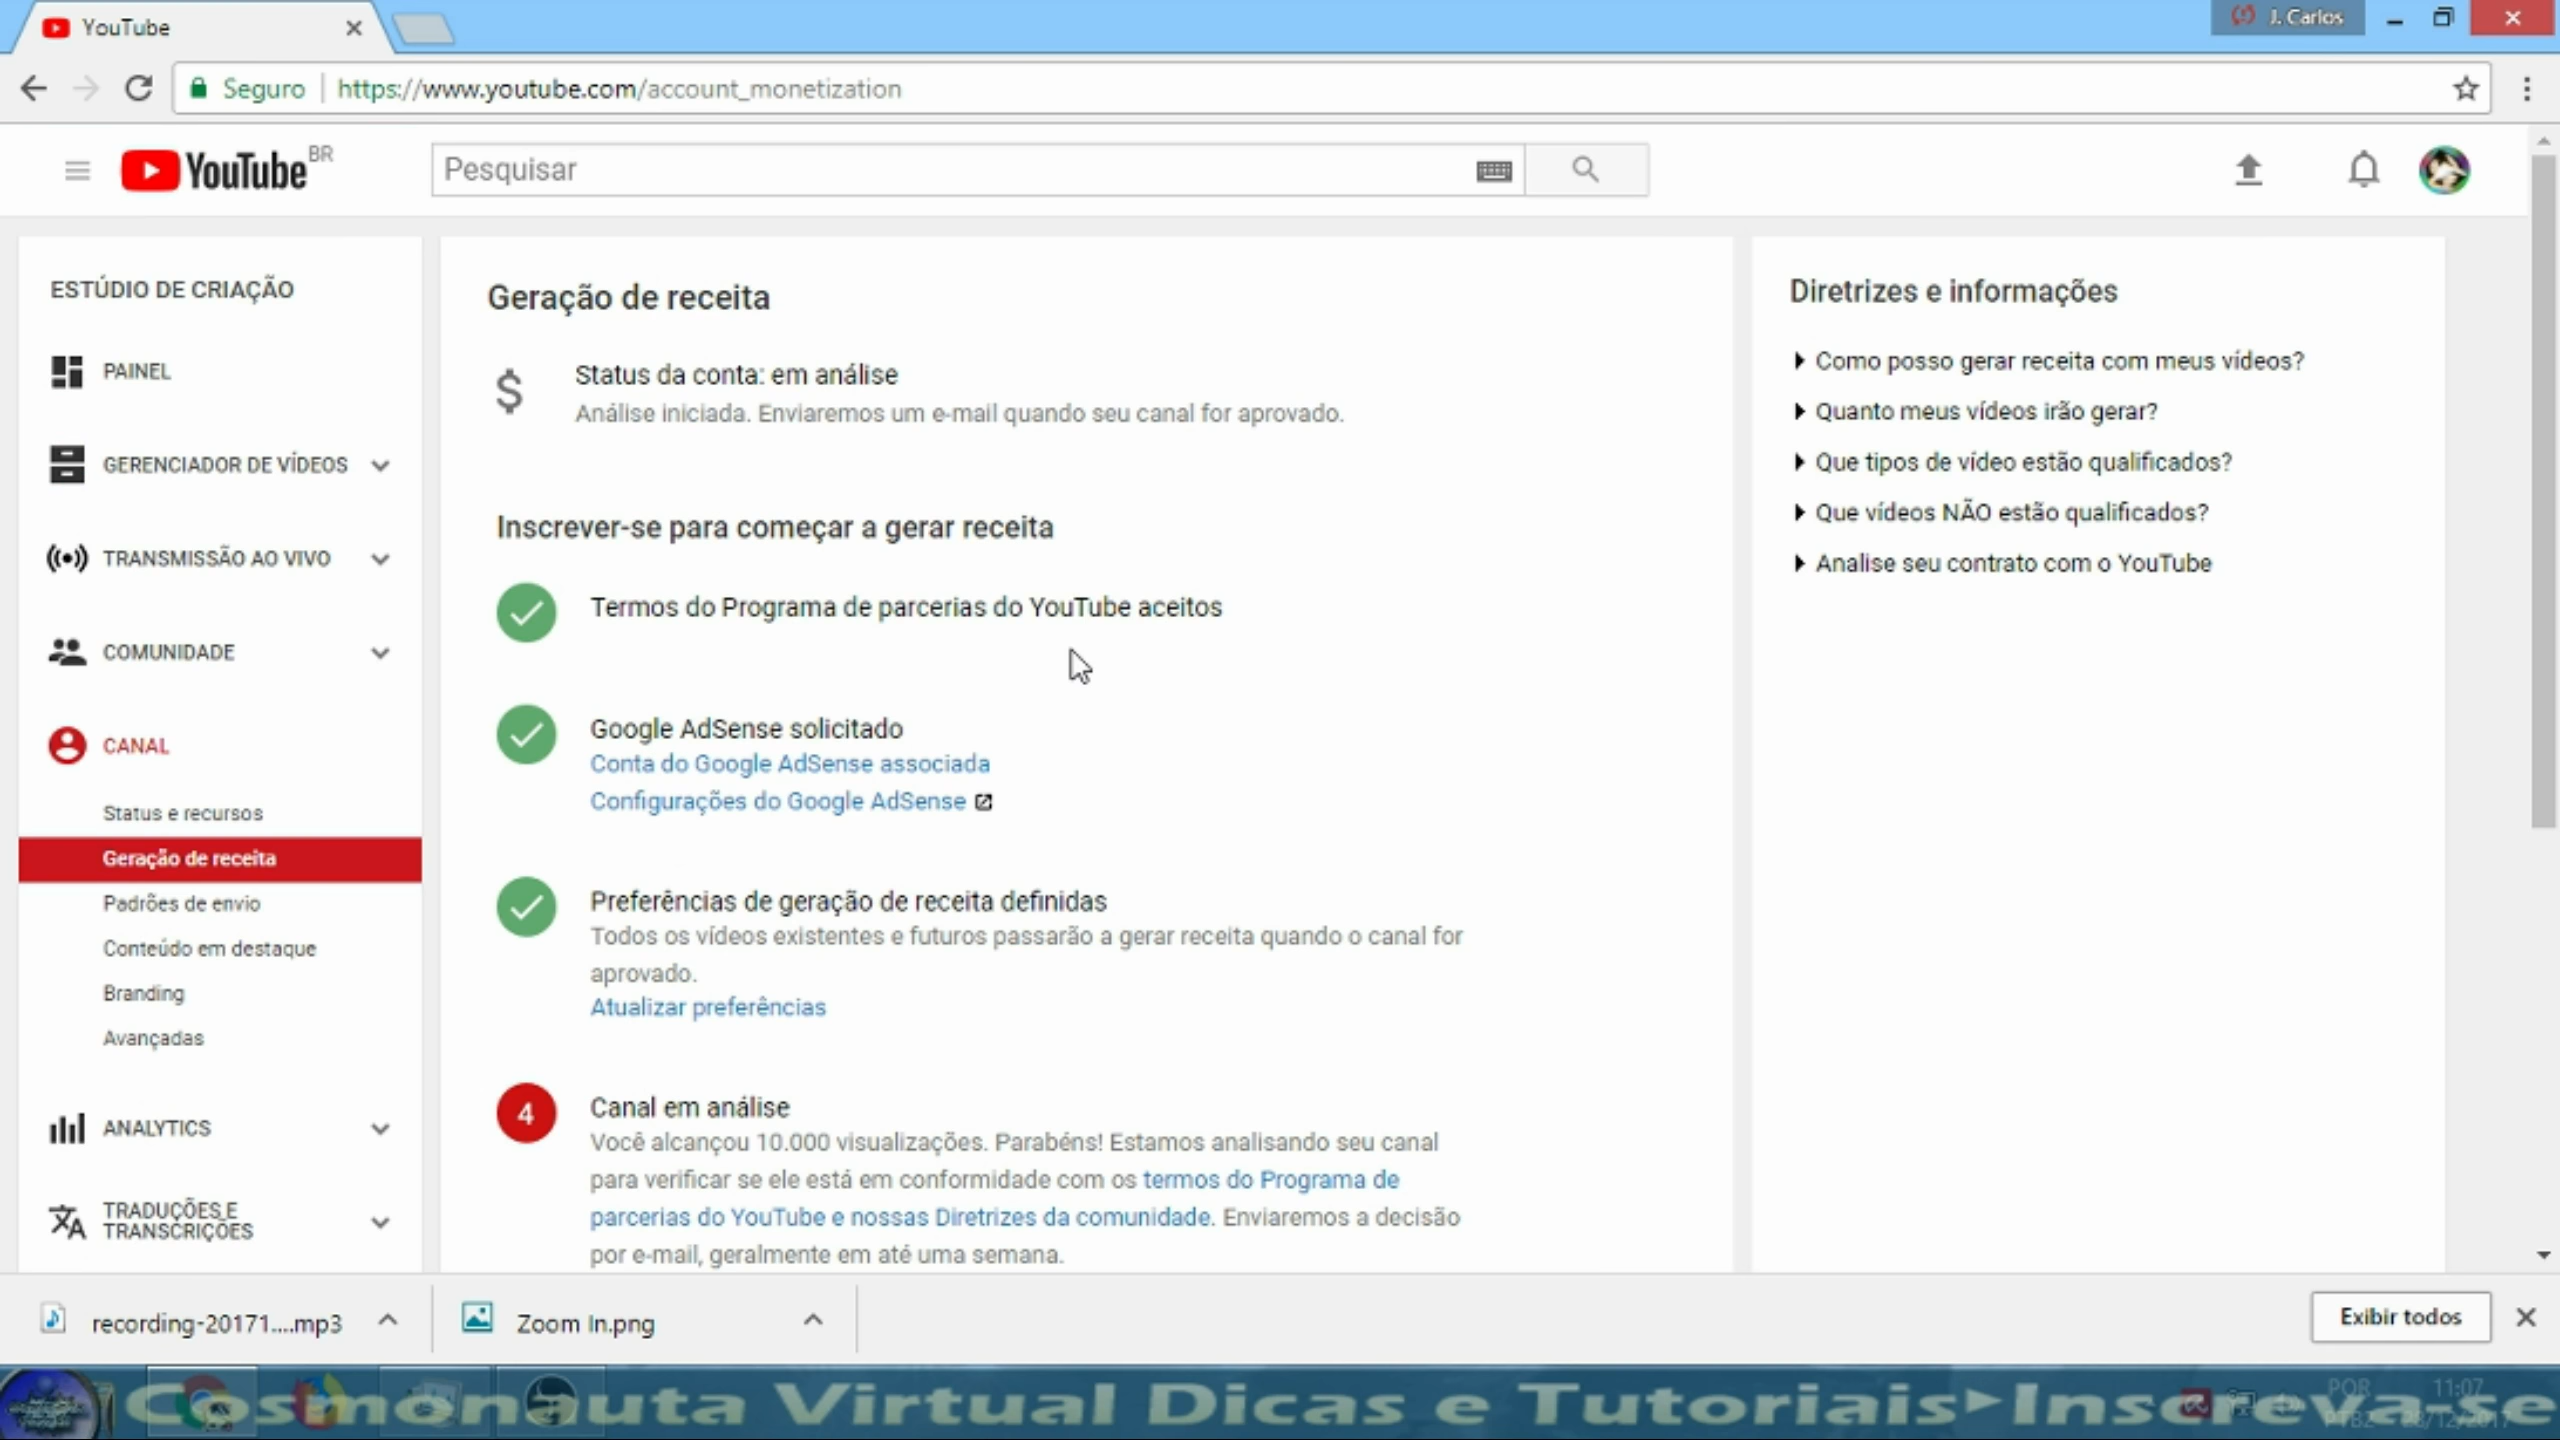 YouTube
J. Carlos
Seguro
https://www.youtube.com/account_monetization
YouTube BR
Pesquisar
ESTÚDIO DE CRIAÇÃO
PAINEL
GERENCIADOR DE VÍDEOS
TRANSMISSÃO AO VIVO
COMUNIDADE
CANAL
Status e recursos
Geração de receita
Padrões de envio
Conteúdo em destaque
Branding
Avançadas
ANALYTICS
TRADUÇÕES E
TRANSCRIÇÕES
Geração de receita
$
Status da conta: em análise
Análise iniciada. Enviaremos um e-mail quando seu canal for aprovado.
Inscrever-se para começar a gerar receita
Termos do Programa de parcerias do YouTube aceitos
Google AdSense solicitado
Conta do Google AdSense associada
Configurações do Google AdSense
Preferências de geração de receita definidas
Todos os vídeos existentes e futuros passarão a gerar receita quando o canal for
aprovado.
Atualizar preferências
4
Canal em análise
Você alcançou 10.000 visualizações. Parabéns! Estamos analisando seu canal
para verificar se ele está em conformidade com os termos do Programa de
parcerias do YouTube e nossas Diretrizes da comunidade. Enviaremos a decisão
por e-mail, geralmente em até uma semana.
Diretrizes e informações
Como posso gerar receita com meus vídeos?
Quanto meus vídeos irão gerar?
Que tipos de vídeo estão qualificados?
Que vídeos NÃO estão qualificados?
Analise seu contrato com o YouTube
recording-20171....mp3
Zoom In.png
Exibir todos
Cosmonauta Virtual Dicas e Tutoriais►Inscreva-se
POR
11:07
PTB2